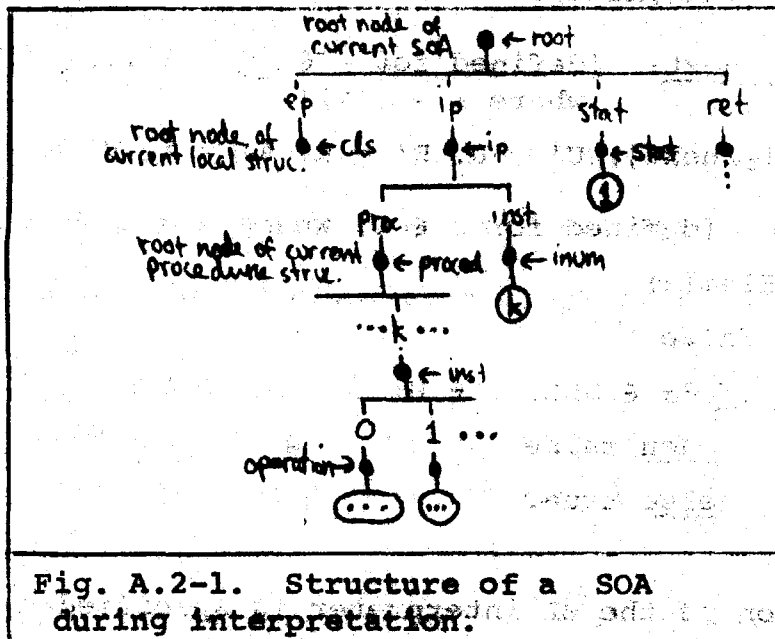 root node of
current SOA ← root
ep ip stat ret
root node of
current local struc. ← cls ← ip ← stat
1
proc inst
root node of current
procedure struc. ← proced ← inum
k
... k ...
← inst
0 1 ...
operation →
... ...
Fig. A.2-1. Structure of a SOA
during interpretation.